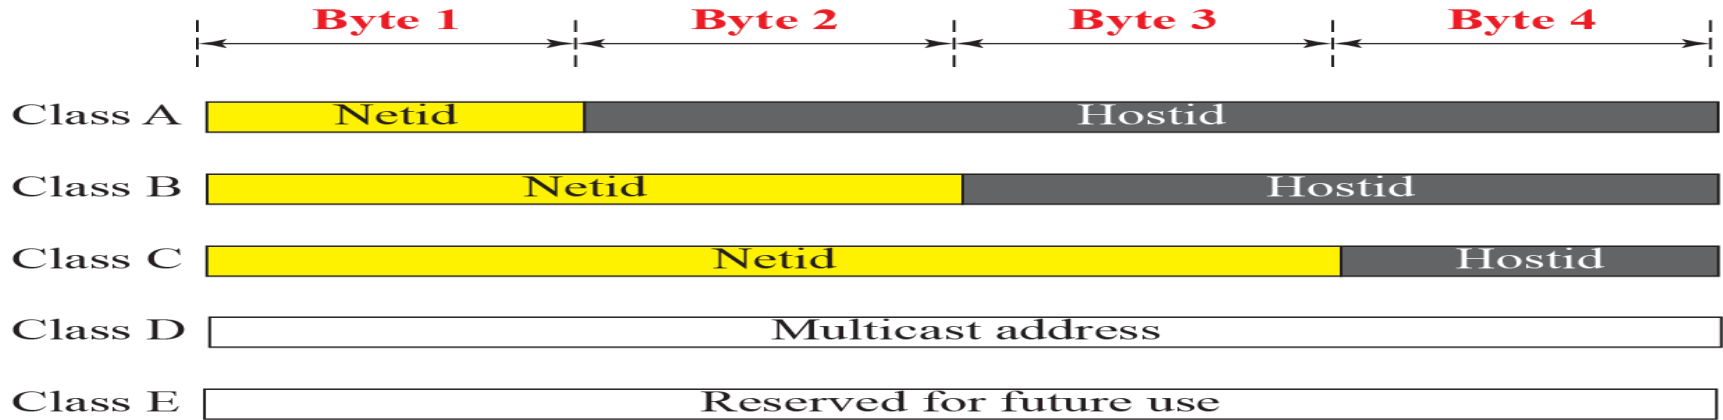 Byte 1 Byte 2 Byte 3 Byte 4
Class A Netid Hostid
Class B Netid Hostid
Class C Netid Hostid
Class D Multicast address
Class E Reserved for future use